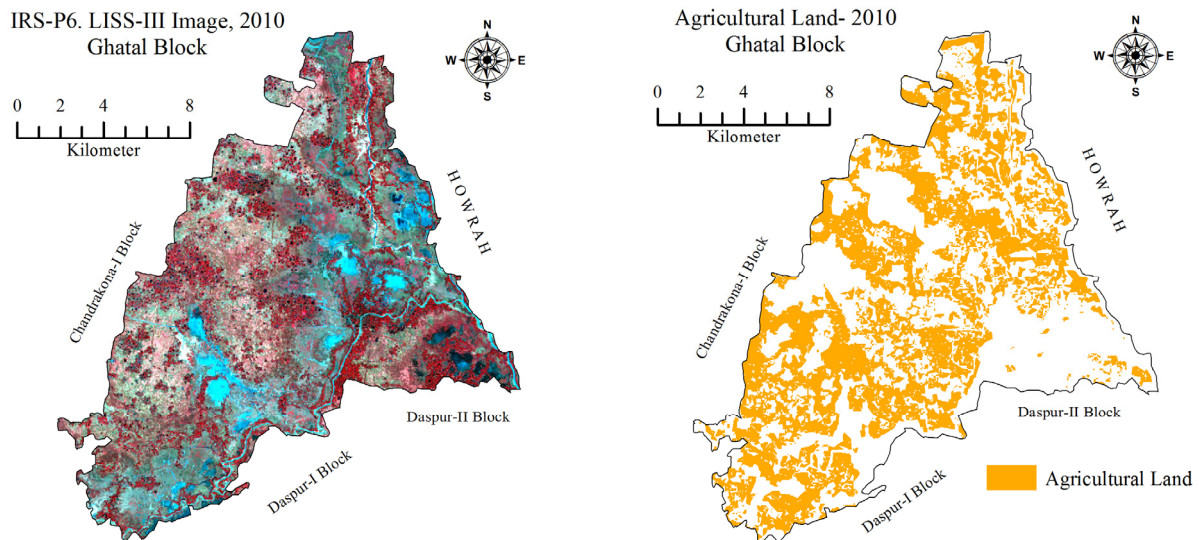 IRS-P6. LISS-III Image, 2010
Ghatal Block
N
W E
S
0 2 4 8
Kilometer
HOWRAH
Chandrakona-I Block
Daspur-II Block
Daspur-I Block
Agricultural Land- 2010
Ghatal Block
N
W E
S
0 2 4 8
Kilometer
HOWRAH
Chandrakona-I Block
Daspur-II Block
Daspur-I Block
Agricultural Land